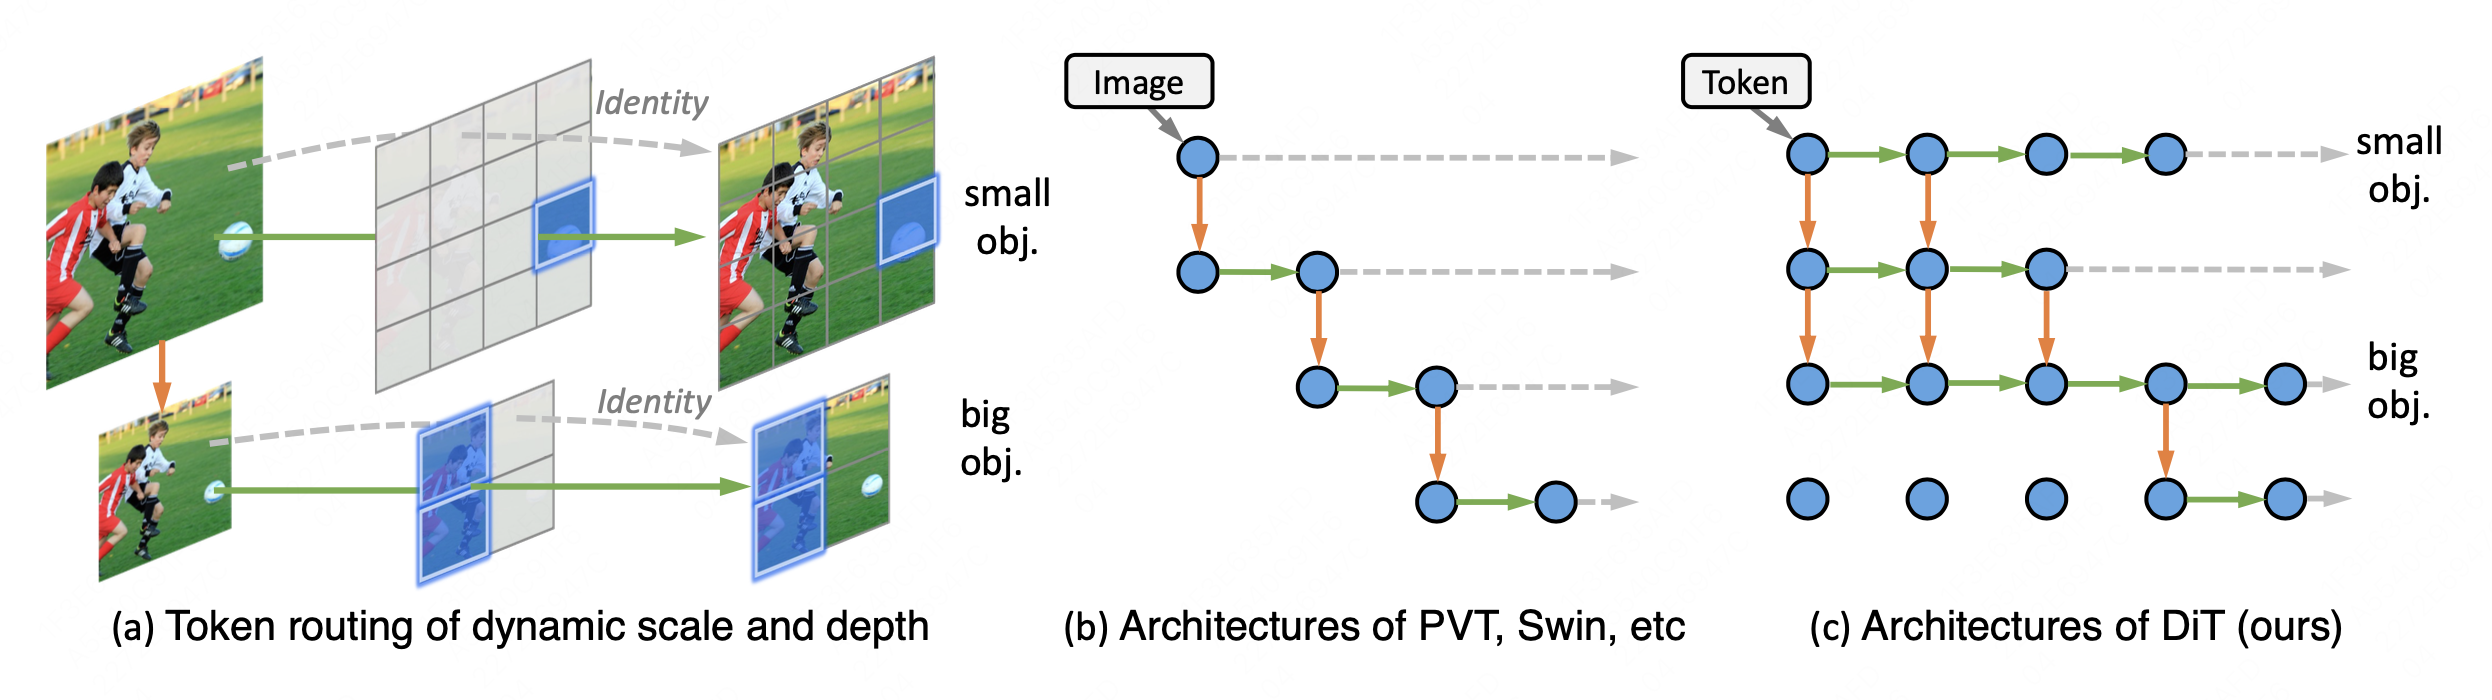 Identity
small
obj.
Identity
big
obj.
(a) Token routing of dynamic scale and depth
Image
(b) Architectures of PVT, Swin, etc
Token
small
obj.
big
obj.
(c) Architectures of DiT (ours)